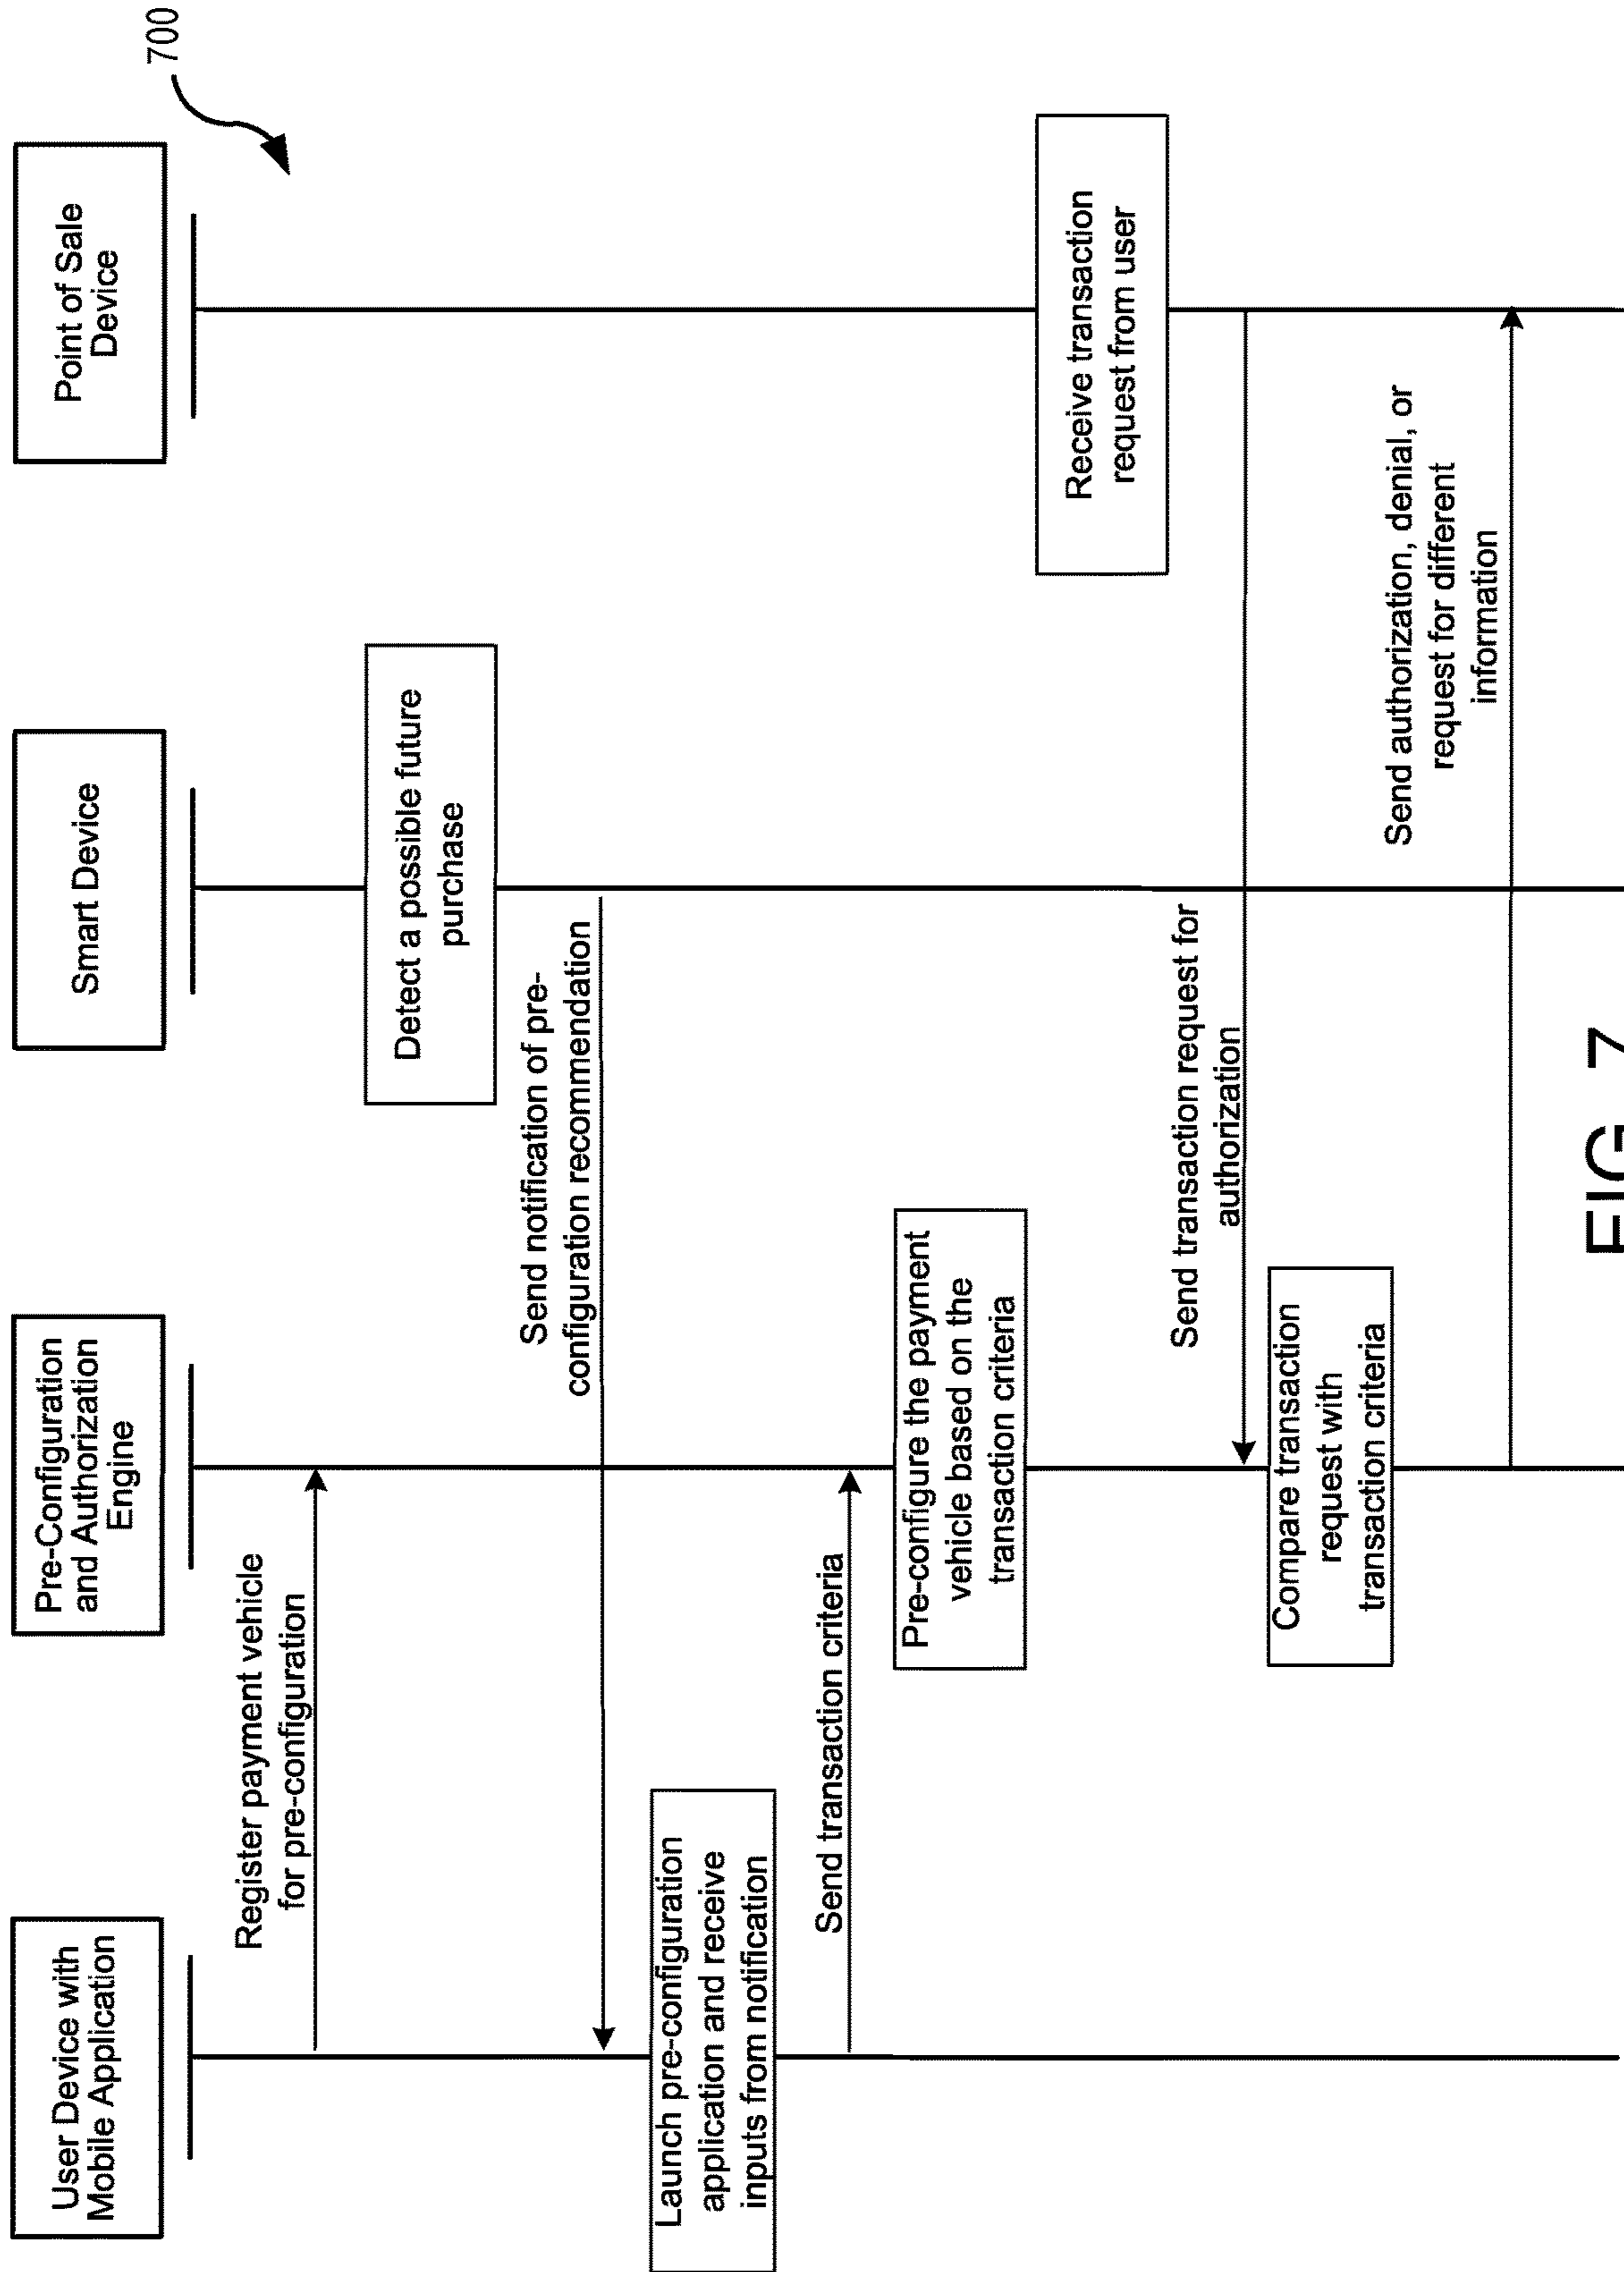 700
User Device with
Mobile Application
Pre-Configuration
and Authorization
Engine
Smart Device
Point of Sale
Device
Register payment vehicle
for pre-configuration
Detect a possible future
purchase
Send notification of pre-
configuration recommendation
Launch pre-configuration
application and receive
inputs from notification
Send transaction criteria
Pre-configure the payment
vehicle based on the
transaction criteria
Receive transaction
request from user
Send transaction request for
authorization
Compare transaction
request with
transaction criteria
Send authorization, denial, or
request for different
information
FIG. 7